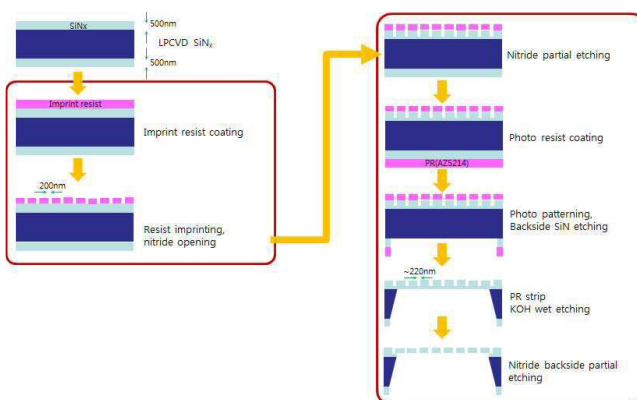 SiNx
500nm
LPCVD SiNx
500nm
Imprint resist
Imprint resist coating
200nm
Resist imprinting,
nitride opening
Nitride partial etching
Photo resist coating
PR(AZ5214)
Photo patterning,
Backside SiN etching
~220nm
PR strip
KOH wet etching
Nitride backside partial
etching